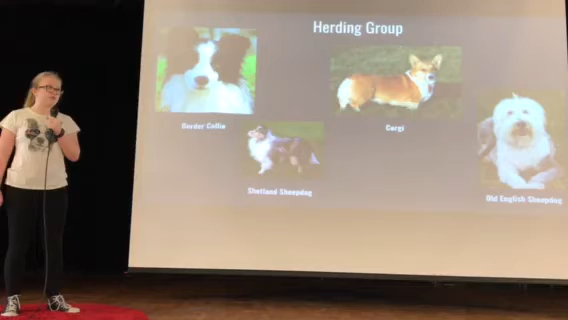 Herding Group
Border Collie
Corgi
Shetland Sheepdog
Old English Sheepdog